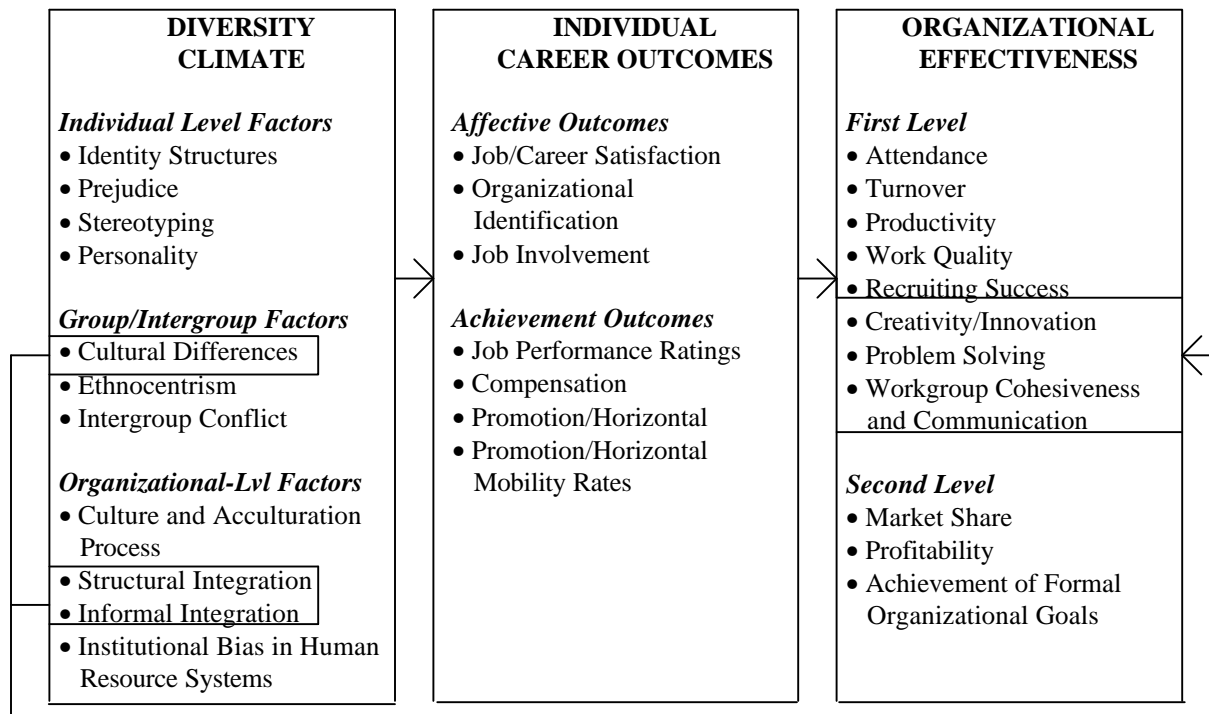 DIVERSITY
CLIMATE
Individual Level Factors
• Identity Structures
• Prejudice
• Stereotyping
• Personality
Group/Intergroup Factors
• Cultural Differences
• Ethnocentrism
• Intergroup Conflict
Organizational-Lvl Factors
• Culture and Acculturation
Process
• Structural Integration
• Informal Integration
• Institutional Bias in Human
Resource Systems
INDIVIDUAL
CAREER OUTCOMES
Affective Outcomes
• Job/Career Satisfaction
• Organizational
Identification
• Job Involvement
Achievement Outcomes
• Job Performance Ratings
• Compensation
• Promotion/Horizontal
• Promotion/Horizontal
Mobility Rates
ORGANIZATIONAL
EFFECTIVENESS
First Level
• Attendance
• Turnover
• Productivity
• Work Quality
• Recruiting Success
• Creativity/Innovation
• Problem Solving
• Workgroup Cohesiveness
and Communication
Second Level
• Market Share
• Profitability
• Achievement of Formal
Organizational Goals